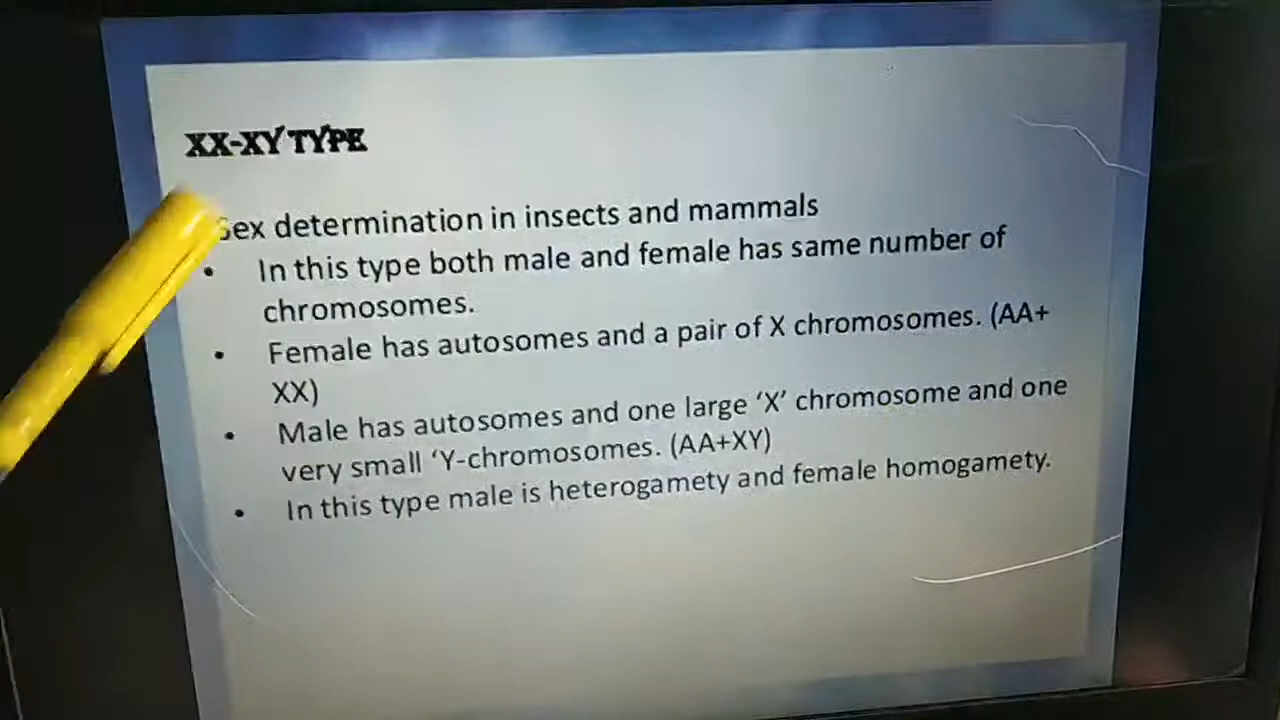 XX-XY TYPE
Sex determination in insects and mammals
• In this type both male and female has same number of
chromosomes.
• Female has autosomes and a pair of X chromosomes. (AA+
XX)
• Male has autosomes and one large ‘X’ chromosome and one
very small ‘Y-chromosomes. (AA+XY)
• In this type male is heterogamety and female homogamety.